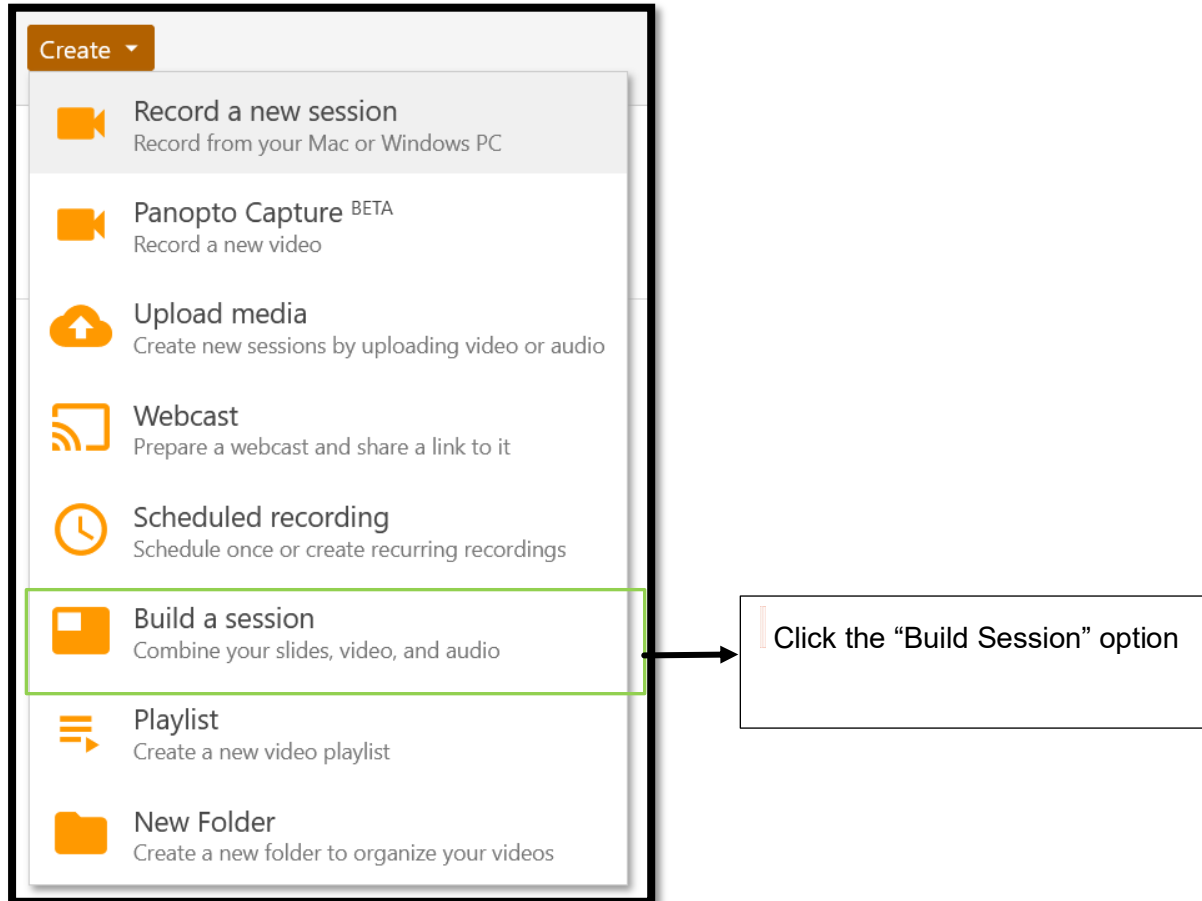 Create
Record a new session
Record from your Mac or Windows PC
Panopto Capture BETA
Record a new video
Upload media
Create new sessions by uploading video or audio
Webcast
Prepare a webcast and share a link to it
Scheduled recording
Schedule once or create recurring recordings
Build a session
Combine your slides, video, and audio
Click the “Build Session” option
Playlist
Create a new video playlist
New Folder
Create a new folder to organize your videos